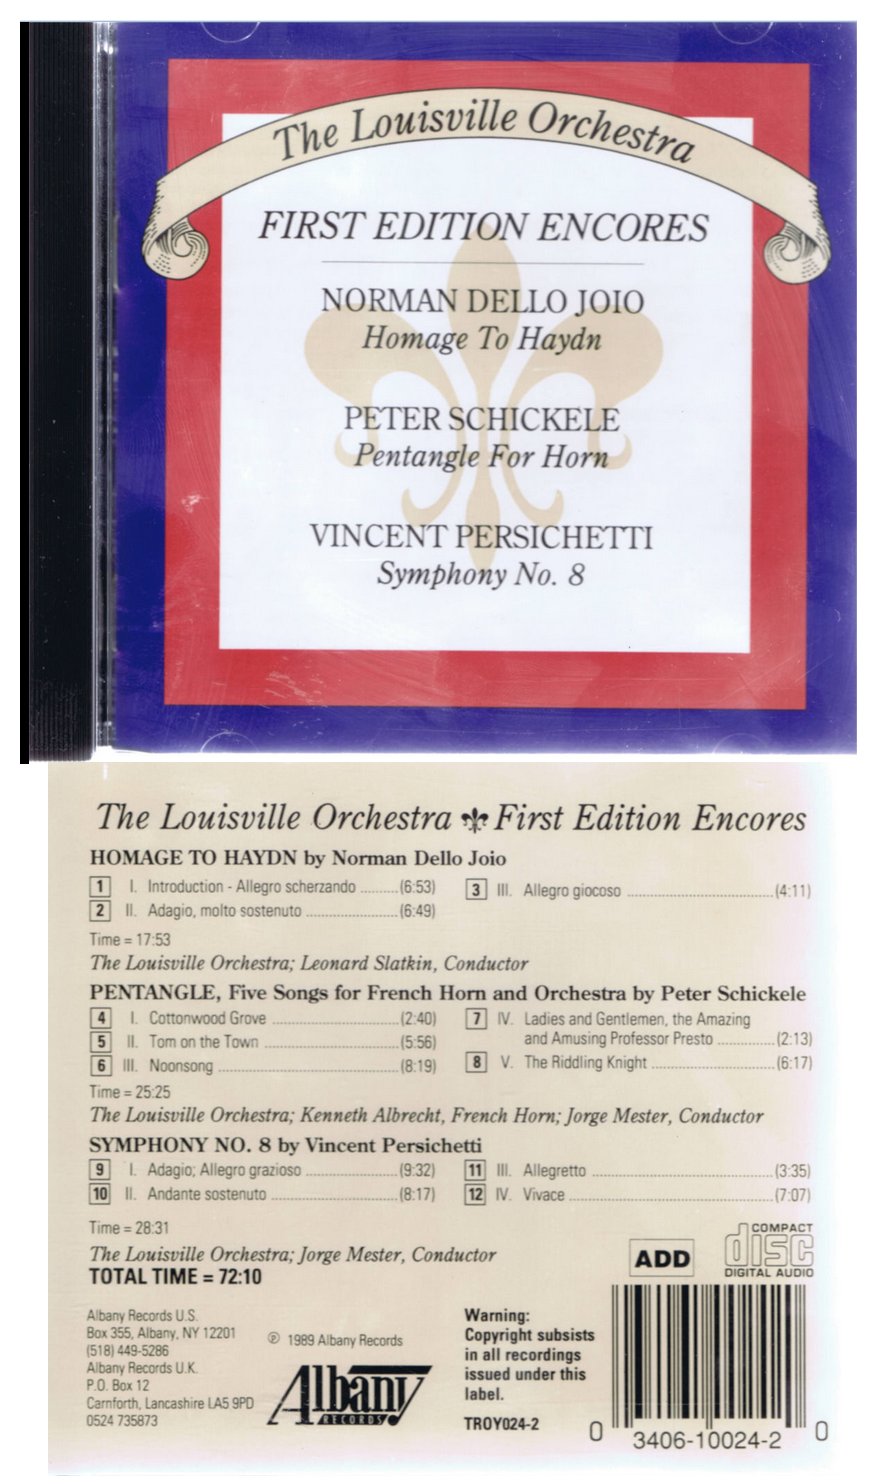 The Louisville Orchestra
FIRST EDITION ENCORES
NORMAN DELLO JOIO
Homage To Haydn
PETER SCHICKELE
Pentangle For Horn
VINCENT PERSICHETTI
Symphony No. 8
The Louisville Orchestra First Edition Encores
HOMAGE TO HAYDN by Norman Dello Joio
1 I. Introduction - Allegro scherzando (6:53)
2 II. Adagio, molto sostenuto (6:49)
3 III. Allegro giocoso (4:11)
Time = 17:53
The Louisville Orchestra; Leonard Slatkin, Conductor
PENTANGLE, Five Songs for French Horn and Orchestra by Peter Schickele
4 I. Cottonwood Grove (2:40)
5 II. Tom on the Town (5:56)
6 III. Noonsong (8:19)
7 IV. Ladies and Gentlemen, the Amazing
and Amusing Professor Presto (2:13)
8 V. The Riddling Knight (6:17)
Time = 25:25
The Louisville Orchestra; Kenneth Albrecht, French Horn; Jorge Mester, Conductor
SYMPHONY NO. 8 by Vincent Persichetti
9 I. Adagio; Allegro grazioso (9:32)
10 II. Andante sostenuto (8:17)
11 III. Allegretto (3:35)
12 IV. Vivace (7:07)
Time = 28:31
The Louisville Orchestra; Jorge Mester, Conductor
TOTAL TIME = 72:10
ADD
COMPACT
disc
DIGITAL AUDIO
Albany Records U.S.
Box 355, Albany, NY 12201
(518) 449-5286
Albany Records U.K.
P.O. Box 12
Carnforth, Lancashire LA5 9PD
0524 735873
℗ 1989 Albany Records
Albany
RECORDS
Warning:
Copyright subsists
in all recordings
issued under this
label.
TROY024-2
0 3406-10024-2 0